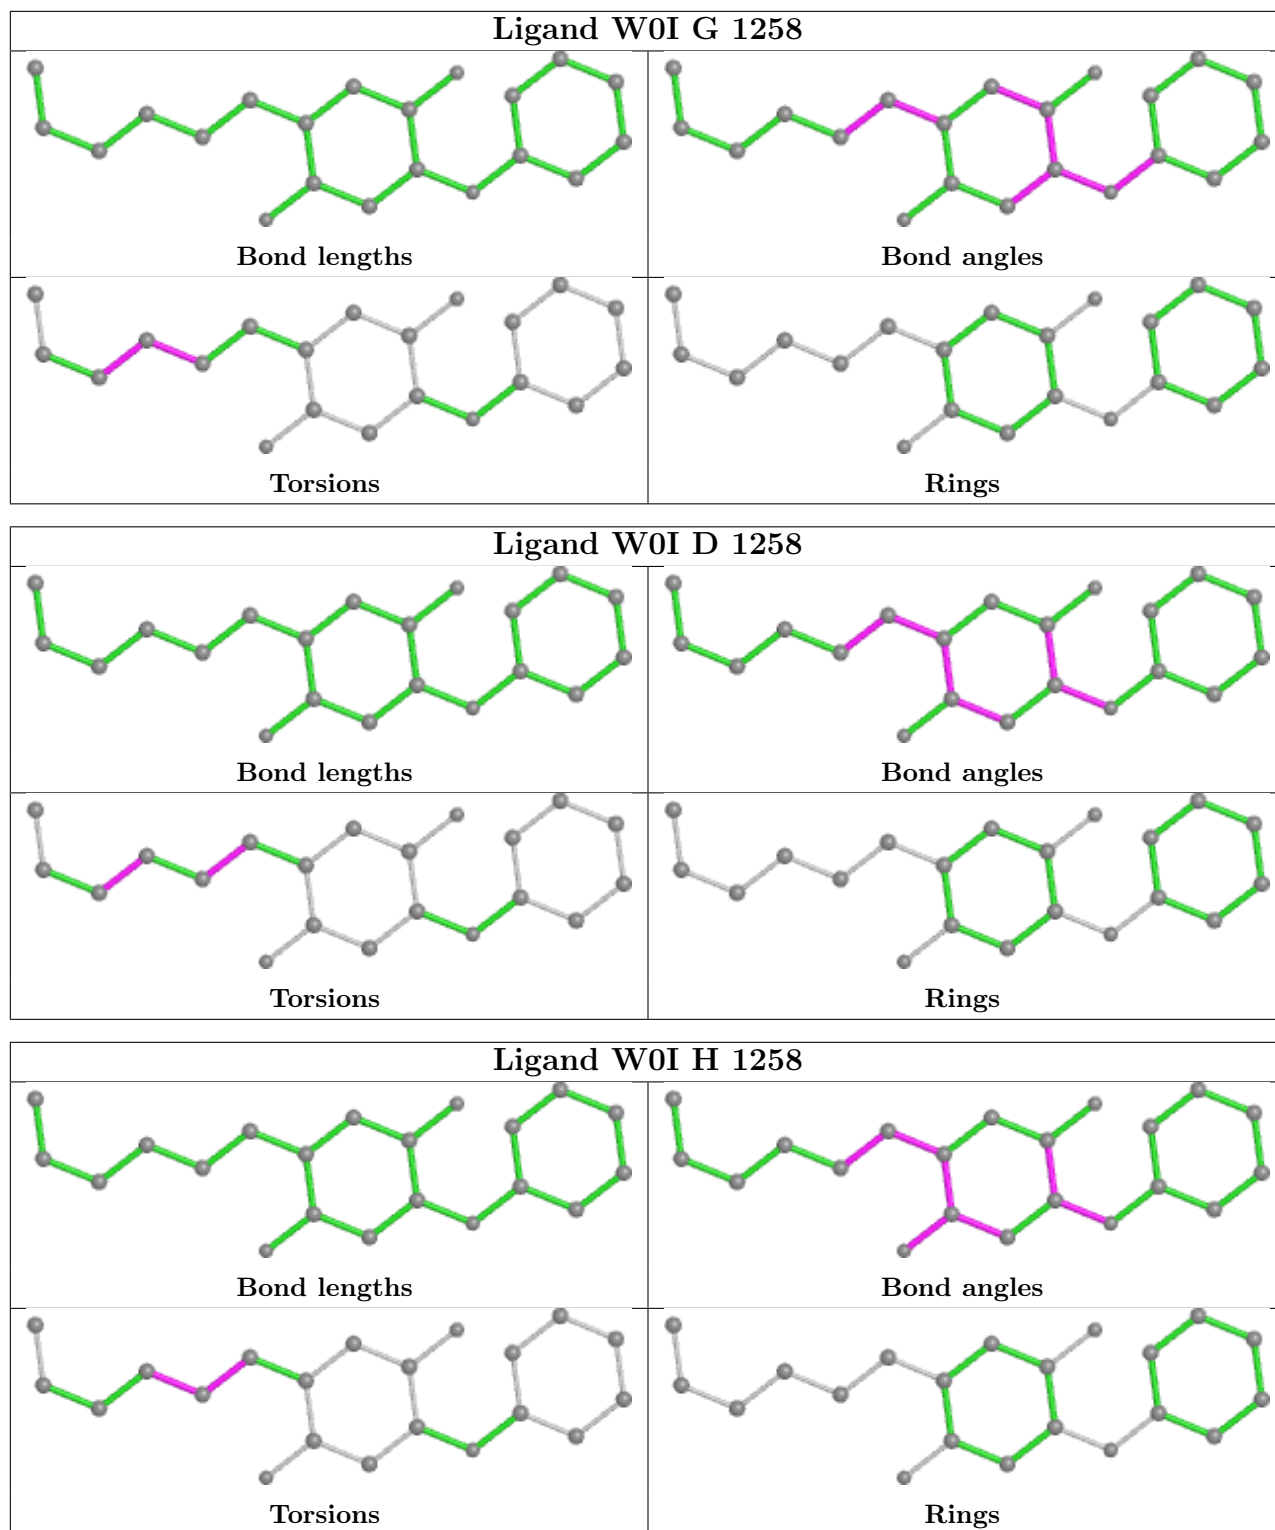 Ligand W0I G 1258
Bond lengths
Bond angles
Torsions
Rings
Ligand W0I D 1258
Bond lengths
Bond angles
Torsions
Rings
Ligand W0I H 1258
Bond lengths
Bond angles
Torsions
Rings